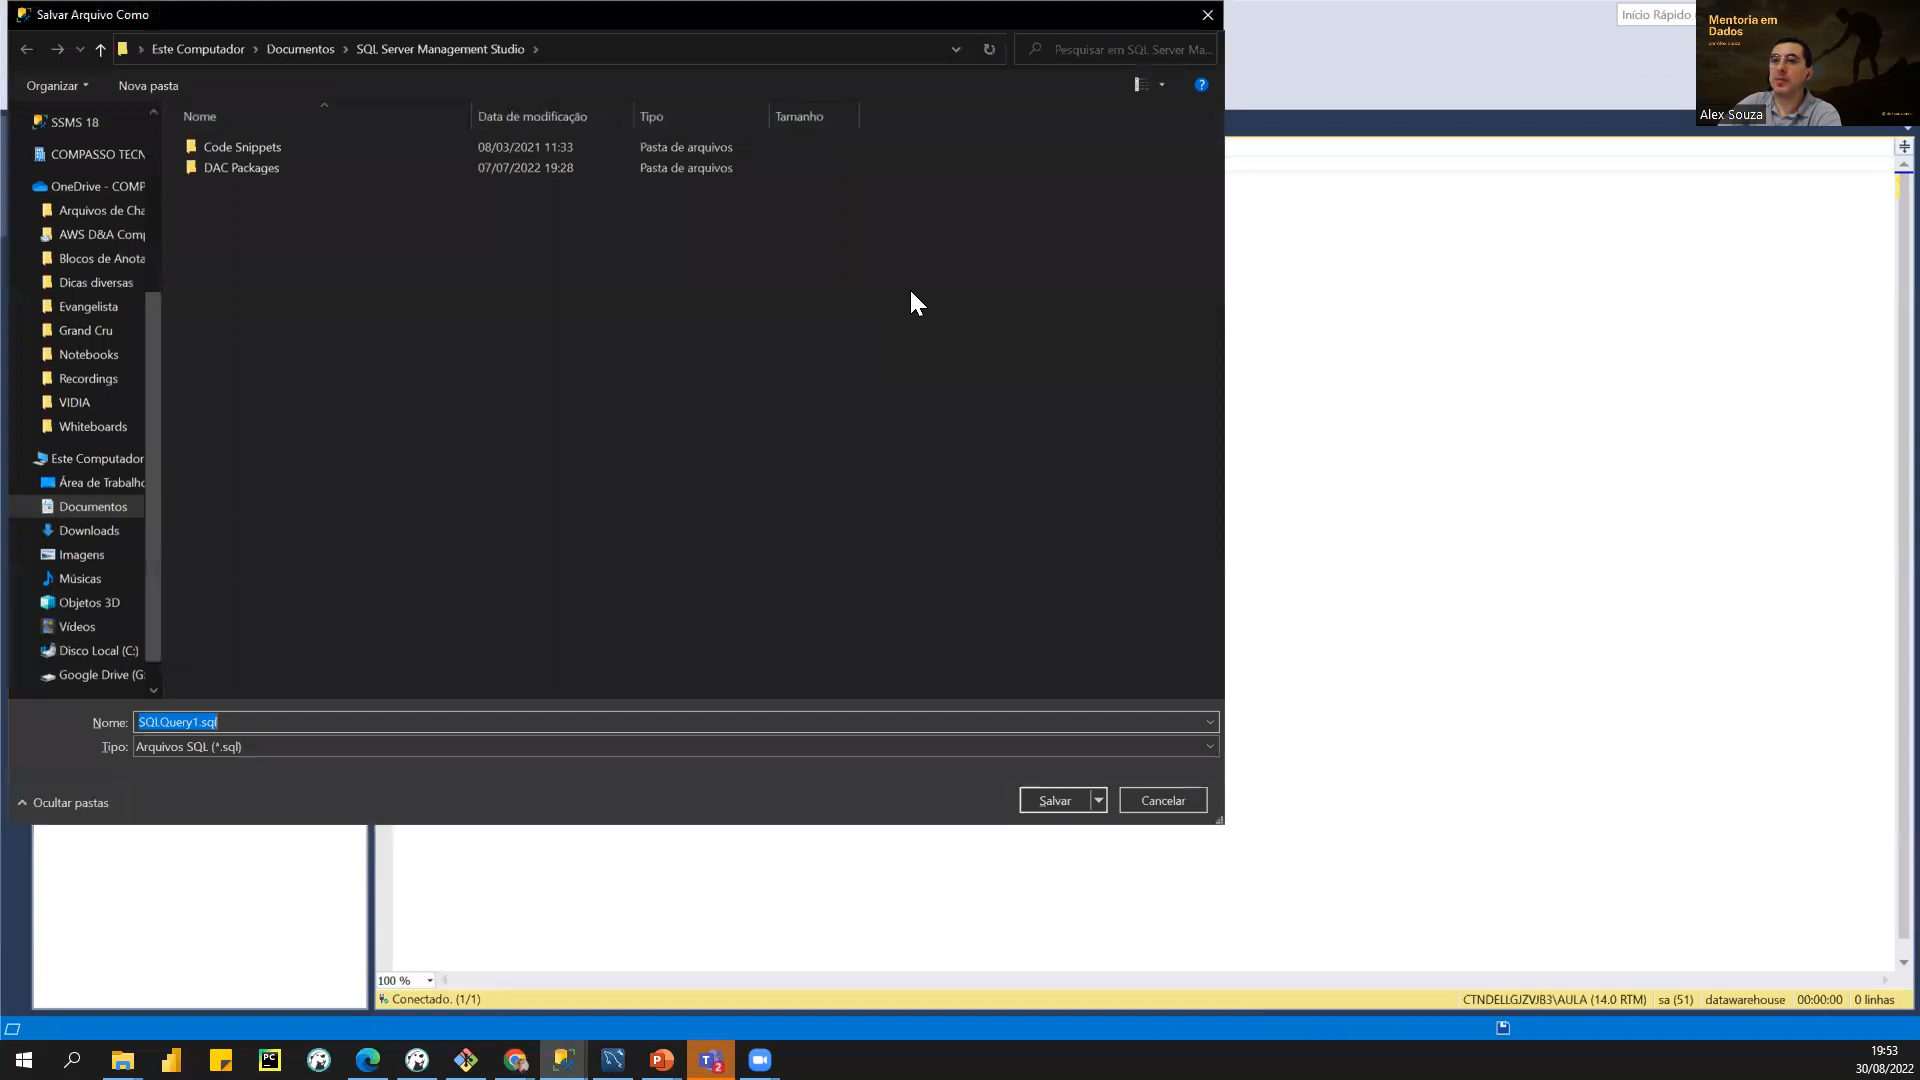 Salvar Arquivo Como
Início Rápido
Mentoria em
Dados
Alex Souza
Este Computador
Documentos
SQL Server Management Studio
Pesquisar em SQL Server Ma...
Organizar
Nova pasta
Nome
Data de modificação
Tipo
Tamanho
Code Snippets
08/03/2021 11:33
Pasta de arquivos
DAC Packages
07/07/2022 19:28
Pasta de arquivos
SSMS 18
COMPASSO TECN
OneDrive - COMP
Arquivos de Cha
AWS D&A Comp
Blocos de Anota
Dicas diversas
Evangelista
Grand Cru
Notebooks
Recordings
VIDIA
Whiteboards
Este Computador
Área de Trabalho
Documentos
Downloads
Imagens
Músicas
Objetos 3D
Vídeos
Disco Local (C:)
Google Drive (G:
Nome: SQLQuery1.sql
Tipo: Arquivos SQL (*.sql)
Ocultar pastas
Salvar
Cancelar
100 %
Conectado. (1/1)
CTNDELLGJZVJB3\AULA (14.0 RTM)
sa (51)
datawarehouse
00:00:00
0 linhas
19:53
30/08/2022